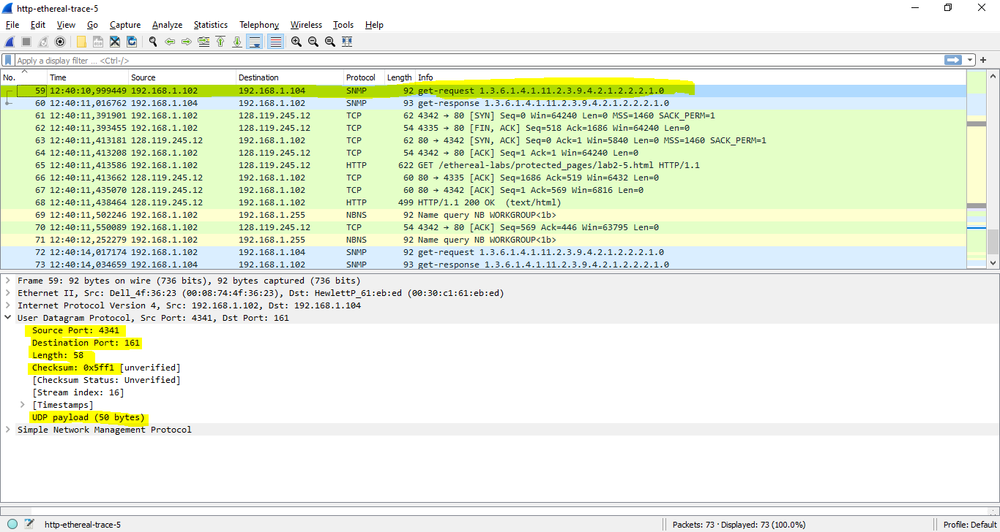 http-ethereal-trace-5
File Edit View Go Capture Analyze Statistics Telephony Wireless Tools Help
Apply a display filter ... <Ctrl-/>
No. Time Source Destination Protocol Length Info
59 12:40:10,999449 192.168.1.102 192.168.1.104 SNMP 92 get-request 1.3.6.1.4.1.11.2.3.9.4.2.1.2.2.2.1.0
60 12:40:11,016762 192.168.1.104 192.168.1.102 SNMP 93 get-response 1.3.6.1.4.1.11.2.3.9.4.2.1.2.2.2.1.0
61 12:40:11,391901 192.168.1.102 128.119.245.12 TCP 62 4342 → 80 [SYN] Seq=0 Win=64240 Len=0 MSS=1460 SACK_PERM=1
62 12:40:11,393455 192.168.1.102 128.119.245.12 TCP 54 4335 → 80 [FIN, ACK] Seq=518 Ack=1686 Win=64240 Len=0
63 12:40:11,413181 128.119.245.12 192.168.1.102 TCP 62 80 → 4342 [SYN, ACK] Seq=0 Ack=1 Win=5840 Len=0 MSS=1460 SACK_PERM=1
64 12:40:11,413208 192.168.1.102 128.119.245.12 TCP 54 4342 → 80 [ACK] Seq=1 Ack=1 Win=64240 Len=0
65 12:40:11,413586 192.168.1.102 128.119.245.12 HTTP 622 GET /ethereal-labs/protected_pages/lab2-5.html HTTP/1.1
66 12:40:11,413662 128.119.245.12 192.168.1.102 TCP 60 80 → 4335 [ACK] Seq=1686 Ack=519 Win=6432 Len=0
67 12:40:11,435070 128.119.245.12 192.168.1.102 TCP 60 80 → 4342 [ACK] Seq=1 Ack=569 Win=6816 Len=0
68 12:40:11,438464 128.119.245.12 192.168.1.102 HTTP 499 HTTP/1.1 200 OK (text/html)
69 12:40:11,502246 192.168.1.102 192.168.1.255 NBNS 92 Name query NB WORKGROUP<1b>
70 12:40:11,550089 192.168.1.102 128.119.245.12 TCP 54 4342 → 80 [ACK] Seq=569 Ack=446 Win=63795 Len=0
71 12:40:12,252279 192.168.1.102 192.168.1.255 NBNS 92 Name query NB WORKGROUP<1b>
72 12:40:14,017174 192.168.1.102 192.168.1.104 SNMP 92 get-request 1.3.6.1.4.1.11.2.3.9.4.2.1.2.2.2.1.0
73 12:40:14,034659 192.168.1.104 192.168.1.102 SNMP 93 get-response 1.3.6.1.4.1.11.2.3.9.4.2.1.2.2.2.1.0
Frame 59: 92 bytes on wire (736 bits), 92 bytes captured (736 bits)
Ethernet II, Src: Dell_4f:36:23 (00:08:74:4f:36:23), Dst: HewlettP_61:eb:ed (00:30:c1:61:eb:ed)
Internet Protocol Version 4, Src: 192.168.1.102, Dst: 192.168.1.104
User Datagram Protocol, Src Port: 4341, Dst Port: 161
Source Port: 4341
Destination Port: 161
Length: 58
Checksum: 0x5ff1 [unverified]
[Checksum Status: Unverified]
[Stream index: 16]
[Timestamps]
UDP payload (50 bytes)
Simple Network Management Protocol
http-ethereal-trace-5
Packets: 73 · Displayed: 73 (100.0%)
Profile: Default